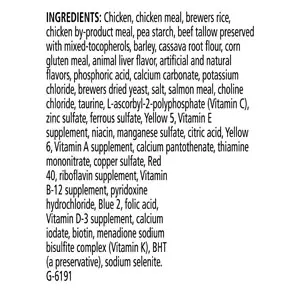 INGREDIENTS: Chicken, chicken meal, brewers rice,
chicken by-product meal, pea starch, beef tallow preserved
with mixed-tocopherols, barley, cassava root flour, corn
gluten meal, animal liver flavor, artificial and natural
flavors, phosphoric acid, calcium carbonate, potassium
chloride, brewers dried yeast, salt, salmon meal, choline
chloride, taurine, L-ascorbyl-2-polyphosphate (Vitamin C),
zinc sulfate, ferrous sulfate, Yellow 5, Vitamin E
supplement, niacin, manganese sulfate, citric acid, Yellow
6, Vitamin A supplement, calcium pantothenate, thiamine
mononitrate, copper sulfate, Red
40, riboflavin supplement, Vitamin
B-12 supplement, pyridoxine
hydrochloride, Blue 2, folic acid,
Vitamin D-3 supplement, calcium
iodate, biotin, menadione sodium
bisulfite complex (Vitamin K), BHT
(a preservative), sodium selenite.
G-6191